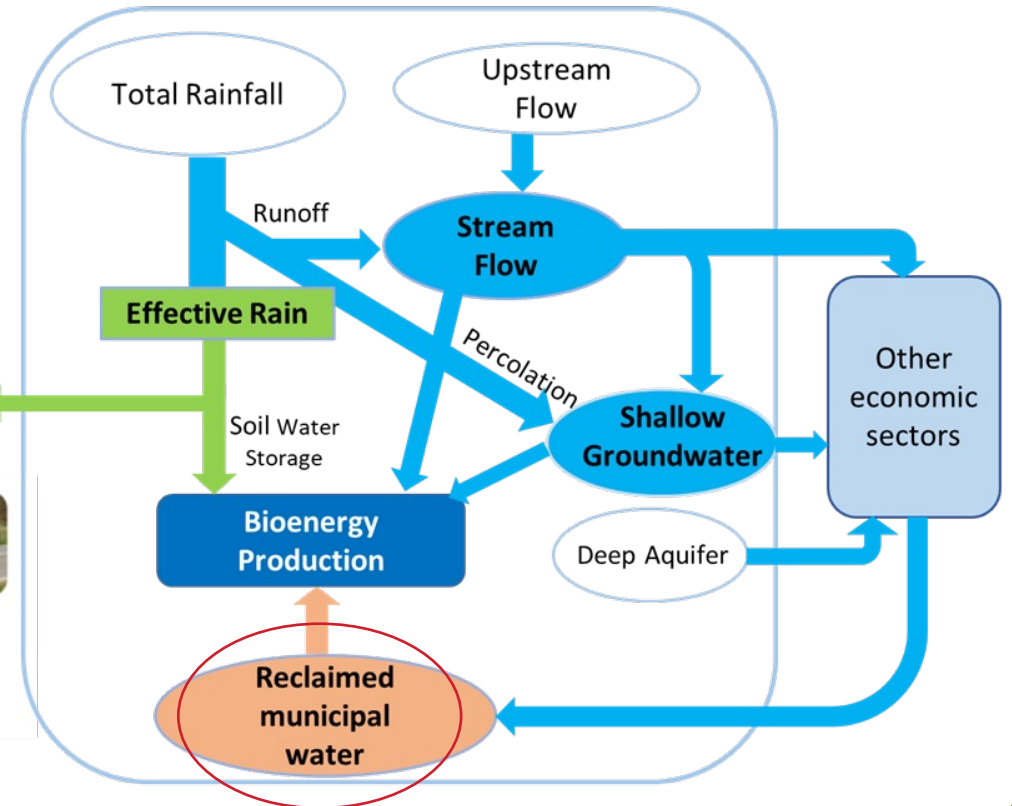 Total Rainfall
Upstream
Flow
Runoff
Stream
Flow
Effective Rain
Percolation
Other
economic
sectors
Soil Water
Storage
Shallow
Groundwater
Bioenergy
Production
Deep Aquifer
Reclaimed
municipal
water